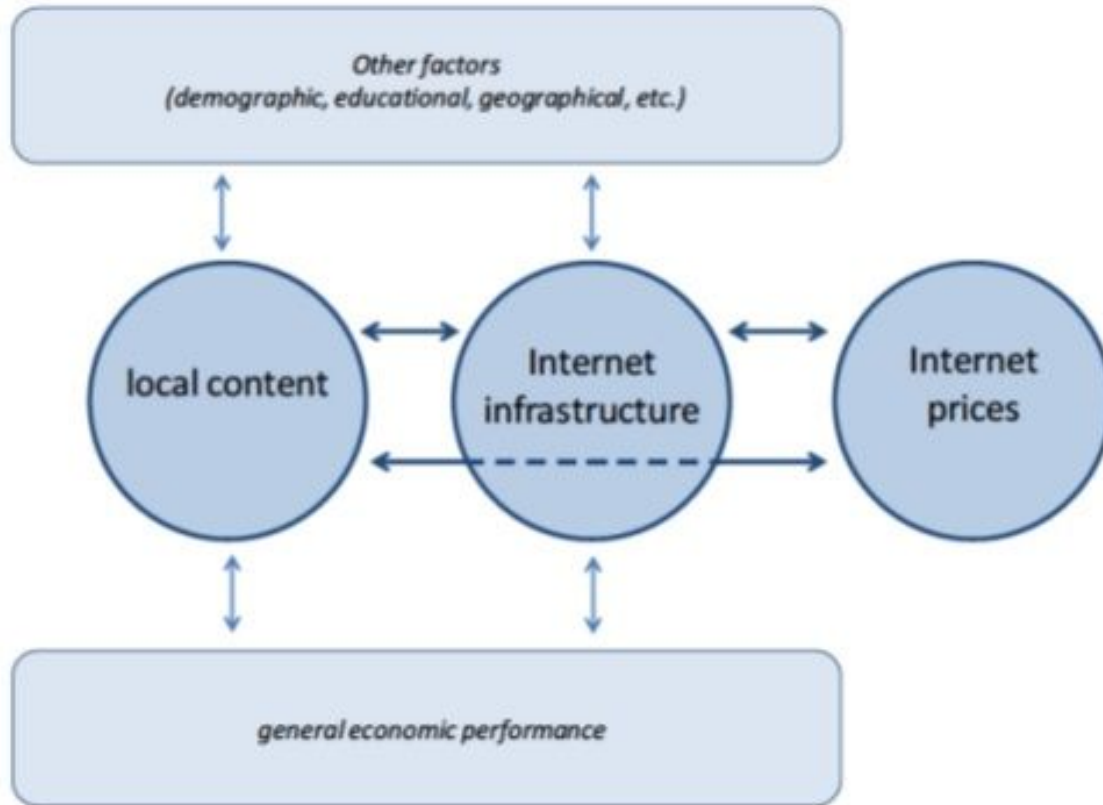 Other factors
(demographic, educational, geographical, etc.)
local content
Internet
infrastructure
Internet
prices
general economic performance